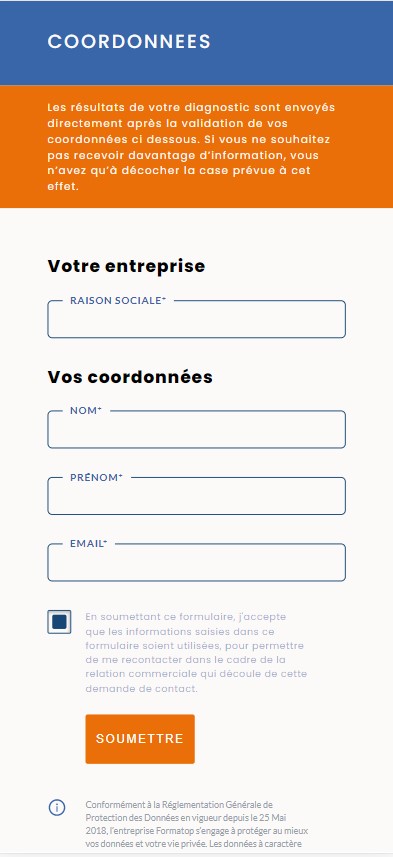 COORDONNEES
Les résultats de votre diagnostic sont envoyés
directement après la validation de vos
coordonnées ci dessous. Si vous ne souhaitez
pas recevoir davantage d'information, vous
n'avez qu'à décocher la case prévue à cet
effet.
Votre entreprise
RAISON SOCIALE*
Vos coordonnées
NOM*
PRÉNOM*
EMAIL*
En soumettant ce formulaire, j'accepte
que les informations saisies dans ce
formulaire soient utilisées, pour permettre
de me recontacter dans le cadre de la
relation commerciale qui découle de cette
demande de contact.
SOUMETTRE
Conformément à la Réglementation Générale de
Protection des Données en vigueur depuis le 25 Mai
2018, l'entreprise Formatop s'engage à protéger au mieux
vos données et votre vie privée. Les données à caractère